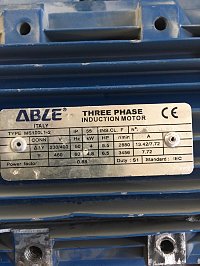 ABLE
ITALY
THREE PHASE
INDUCTION MOTOR
CE
TYPE MS100L1-2 IP 55 INS.CL. F N°
CONN V Hz kW HP r/min A
Δ/Y 230/400 50 4 5.5 2880 13.42/7.72
Y 460 60 4.8 6.5 3456 7.72
Power factor 0.88 Duty: S1 Standard: IEC